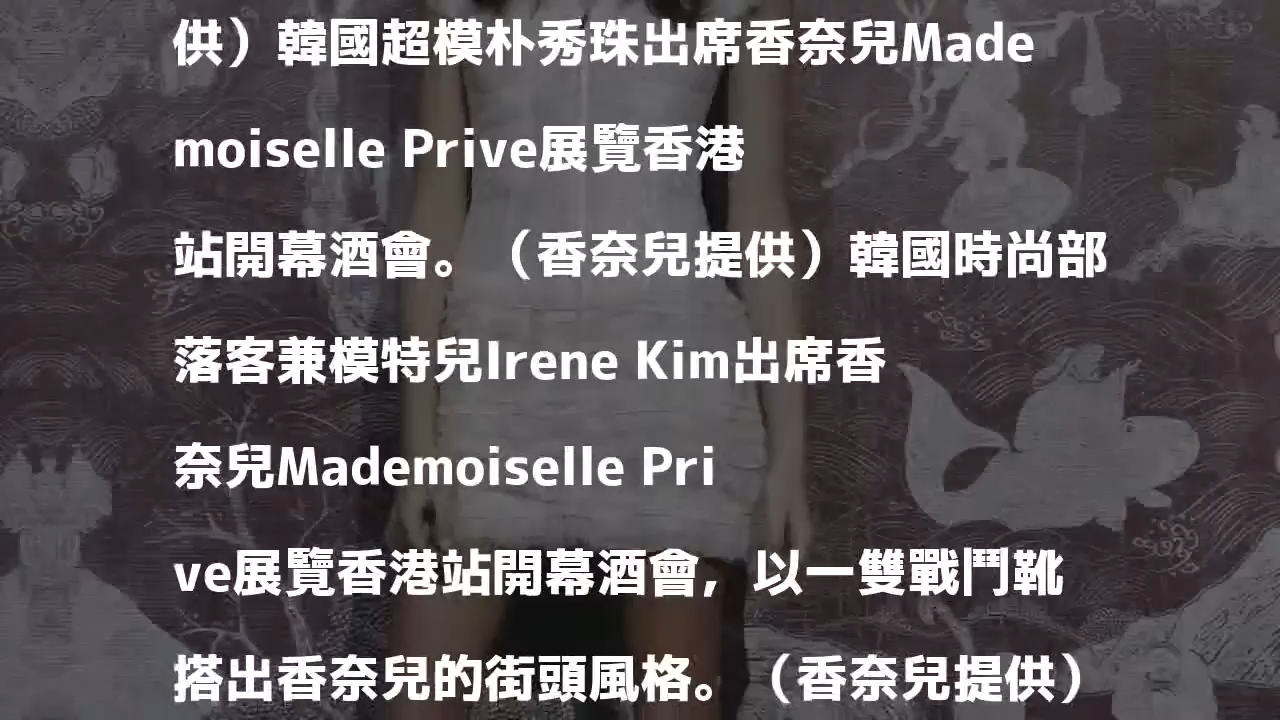 供）韓國超模朴秀珠出席香奈兒Made
moiselle Prive展覽香港
站開幕酒會。（香奈兒提供）韓國時尚部
落客兼模特兒Irene Kim出席香
奈兒Mademoiselle Pri
ve展覽香港站開幕酒會，以一雙戰鬥靴
搭出香奈兒的街頭風格。（香奈兒提供）